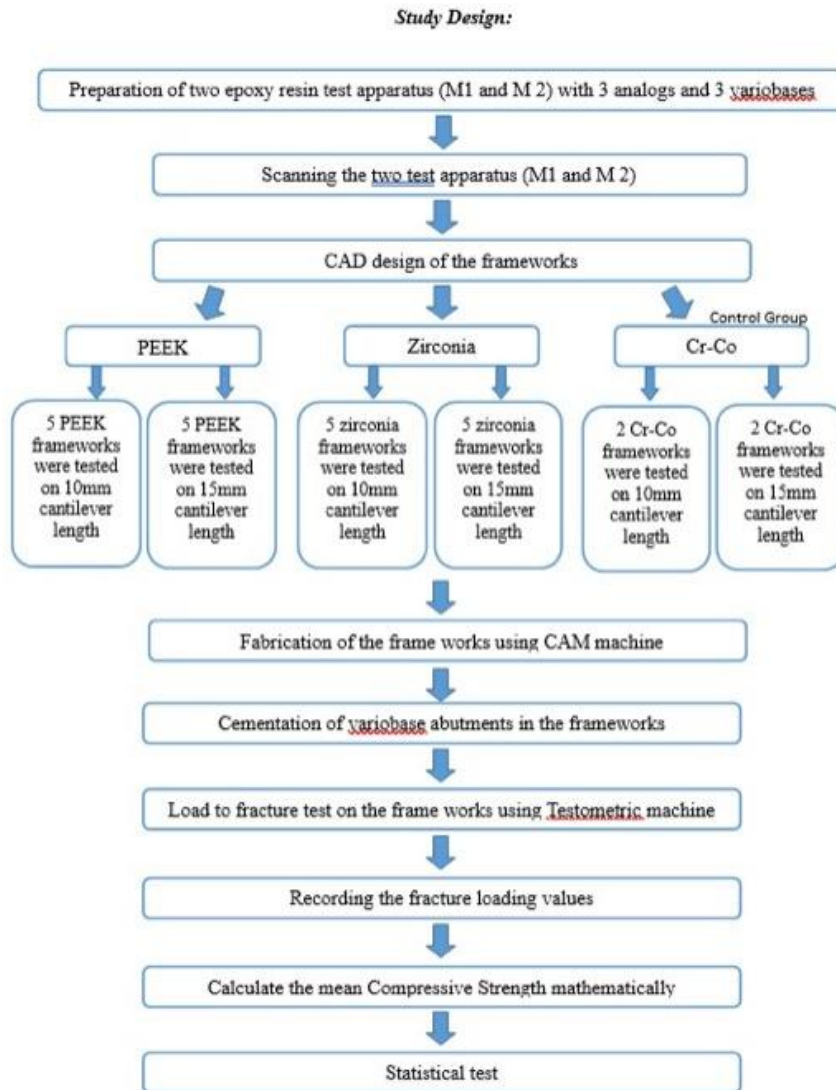 Study Design:
Preparation of two epoxy resin test apparatus (M1 and M 2) with 3 analogs and 3 variobases
Scanning the two test apparatus (M1 and M 2)
CAD design of the frameworks
PEEK
Zirconia
Control Group
Cr-Co
5 PEEK
frameworks
were tested
on 10mm
cantilever
length
5 PEEK
frameworks
were tested
on 15mm
cantilever
length
5 zirconia
frameworks
were tested
on 10mm
cantilever
length
5 zirconia
frameworks
were tested
on 15mm
cantilever
length
2 Cr-Co
frameworks
were tested
on 10mm
cantilever
length
2 Cr-Co
frameworks
were tested
on 15mm
cantilever
length
Fabrication of the frame works using CAM machine
Cementation of variobase abutments in the frameworks
Load to fracture test on the frame works using Testometric machine
Recording the fracture loading values
Calculate the mean Compressive Strength mathematically
Statistical test